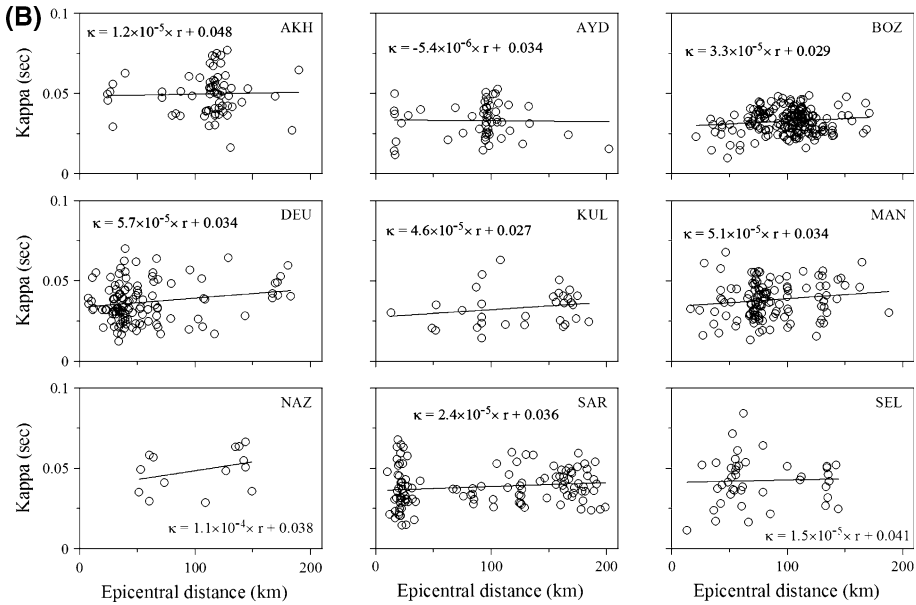 (B)
0.1
κ = 1.2×10⁻⁵× r + 0.048
AKH
κ = -5.4×10⁻⁶× r + 0.034
AYD
κ = 3.3×10⁻⁵× r + 0.029
BOZ
Kappa (sec)
0.05
0
0.1
κ = 5.7×10⁻⁵× r + 0.034
DEU
κ = 4.6×10⁻⁵× r + 0.027
KUL
κ = 5.1×10⁻⁵× r + 0.034
MAN
Kappa (sec)
0.05
0
0.1
NAZ
κ = 2.4×10⁻⁵× r + 0.036
SAR
SEL
Kappa (sec)
0.05
κ = 1.1×10⁻⁴× r + 0.038
κ = 1.5×10⁻⁵× r + 0.041
0
0 100 200
0 100 200
0 100 200
Epicentral distance (km)
Epicentral distance (km)
Epicentral distance (km)